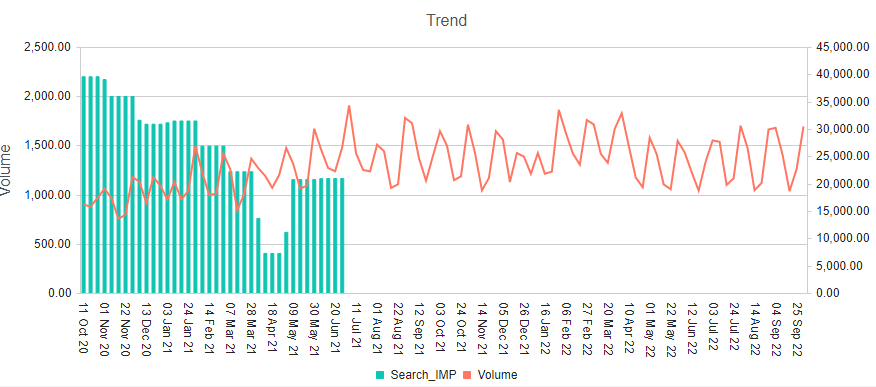 Trend
Volume
2,500.00
2,000.00
1,500.00
1,000.00
500.00
0.00
45,000.00
40,000.00
35,000.00
30,000.00
25,000.00
20,000.00
15,000.00
10,000.00
5,000.00
0.00
11 Oct 20
01 Nov 20
22 Nov 20
13 Dec 20
03 Jan 21
24 Jan 21
14 Feb 21
07 Mar 21
28 Mar 21
18 Apr 21
09 May 21
30 May 21
20 Jun 21
11 Jul 21
01 Aug 21
22 Aug 21
12 Sep 21
03 Oct 21
24 Oct 21
14 Nov 21
05 Dec 21
26 Dec 21
16 Jan 22
06 Feb 22
27 Feb 22
20 Mar 22
10 Apr 22
01 May 22
22 May 22
12 Jun 22
03 Jul 22
24 Jul 22
14 Aug 22
04 Sep 22
25 Sep 22
Search_IMP Volume